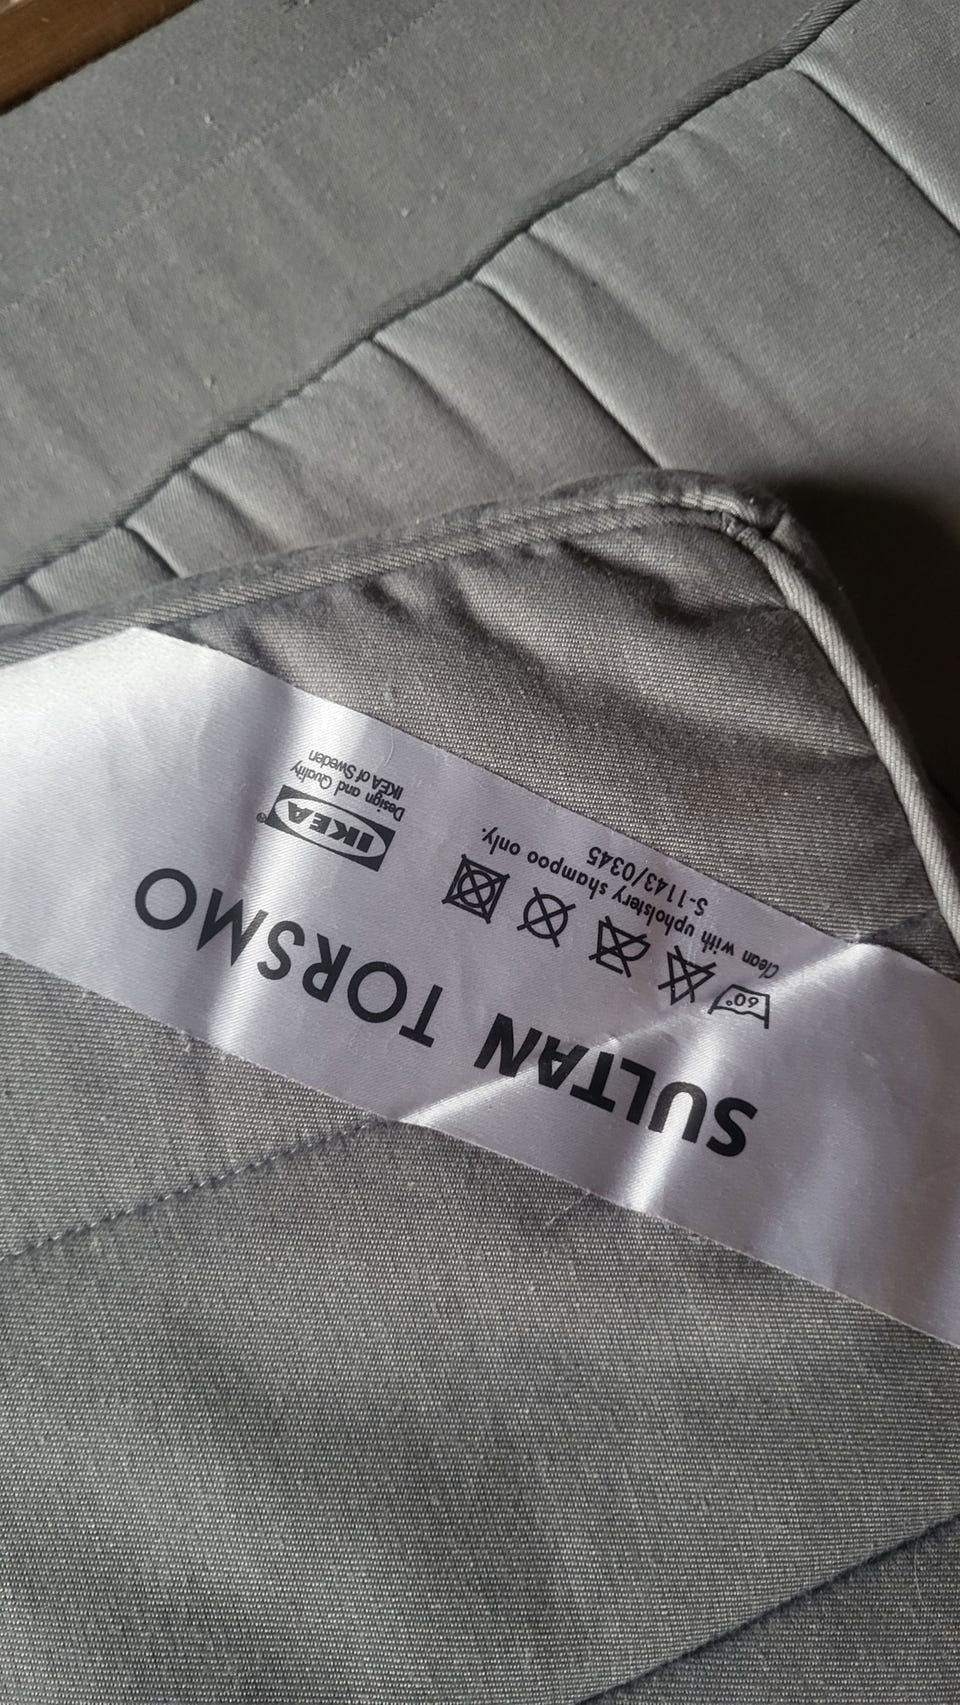 SULTAN TORSMO
60°
Clean with upholstery shampoo only.
S-1143/0345
IKEA®
Design and Quality
IKEA of Sweden